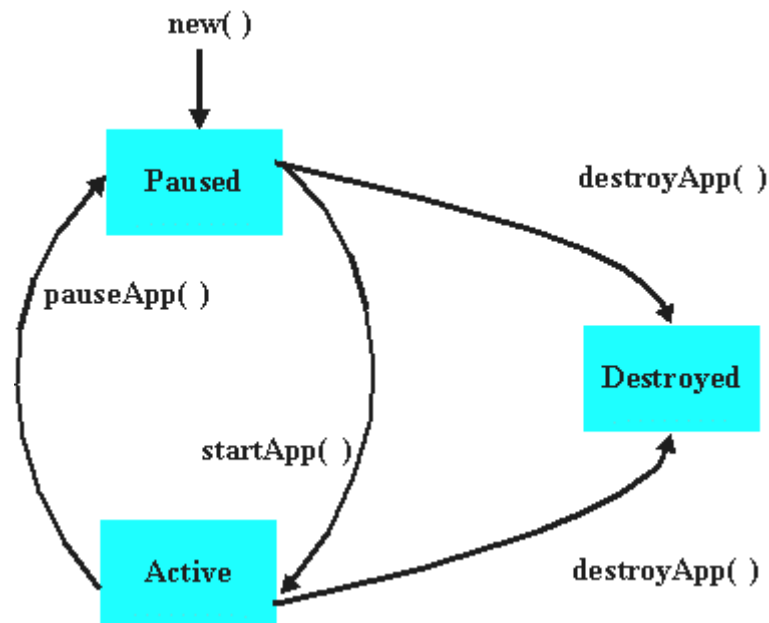 new( )
Paused
destroyApp( )
pauseApp( )
Destroyed
startApp( )
Active
destroyApp( )